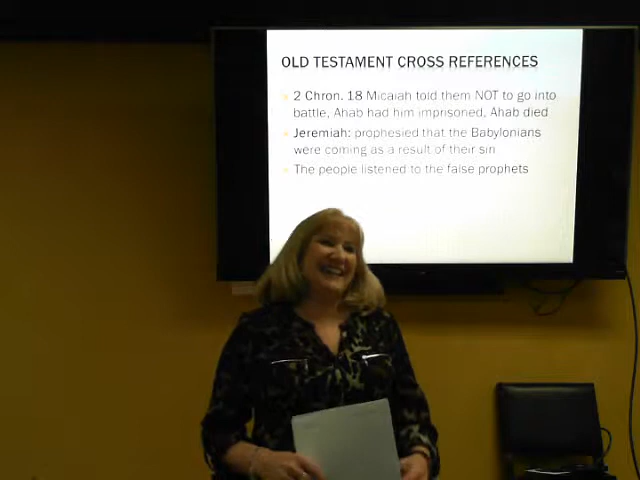 OLD TESTAMENT CROSS REFERENCES
2 Chron. 18 Micaiah told them NOT to go into
battle, Ahab had him imprisoned, Ahab died
Jeremiah: prophesied that the Babylonians
were coming as a result of their sin
The people listened to the false prophets